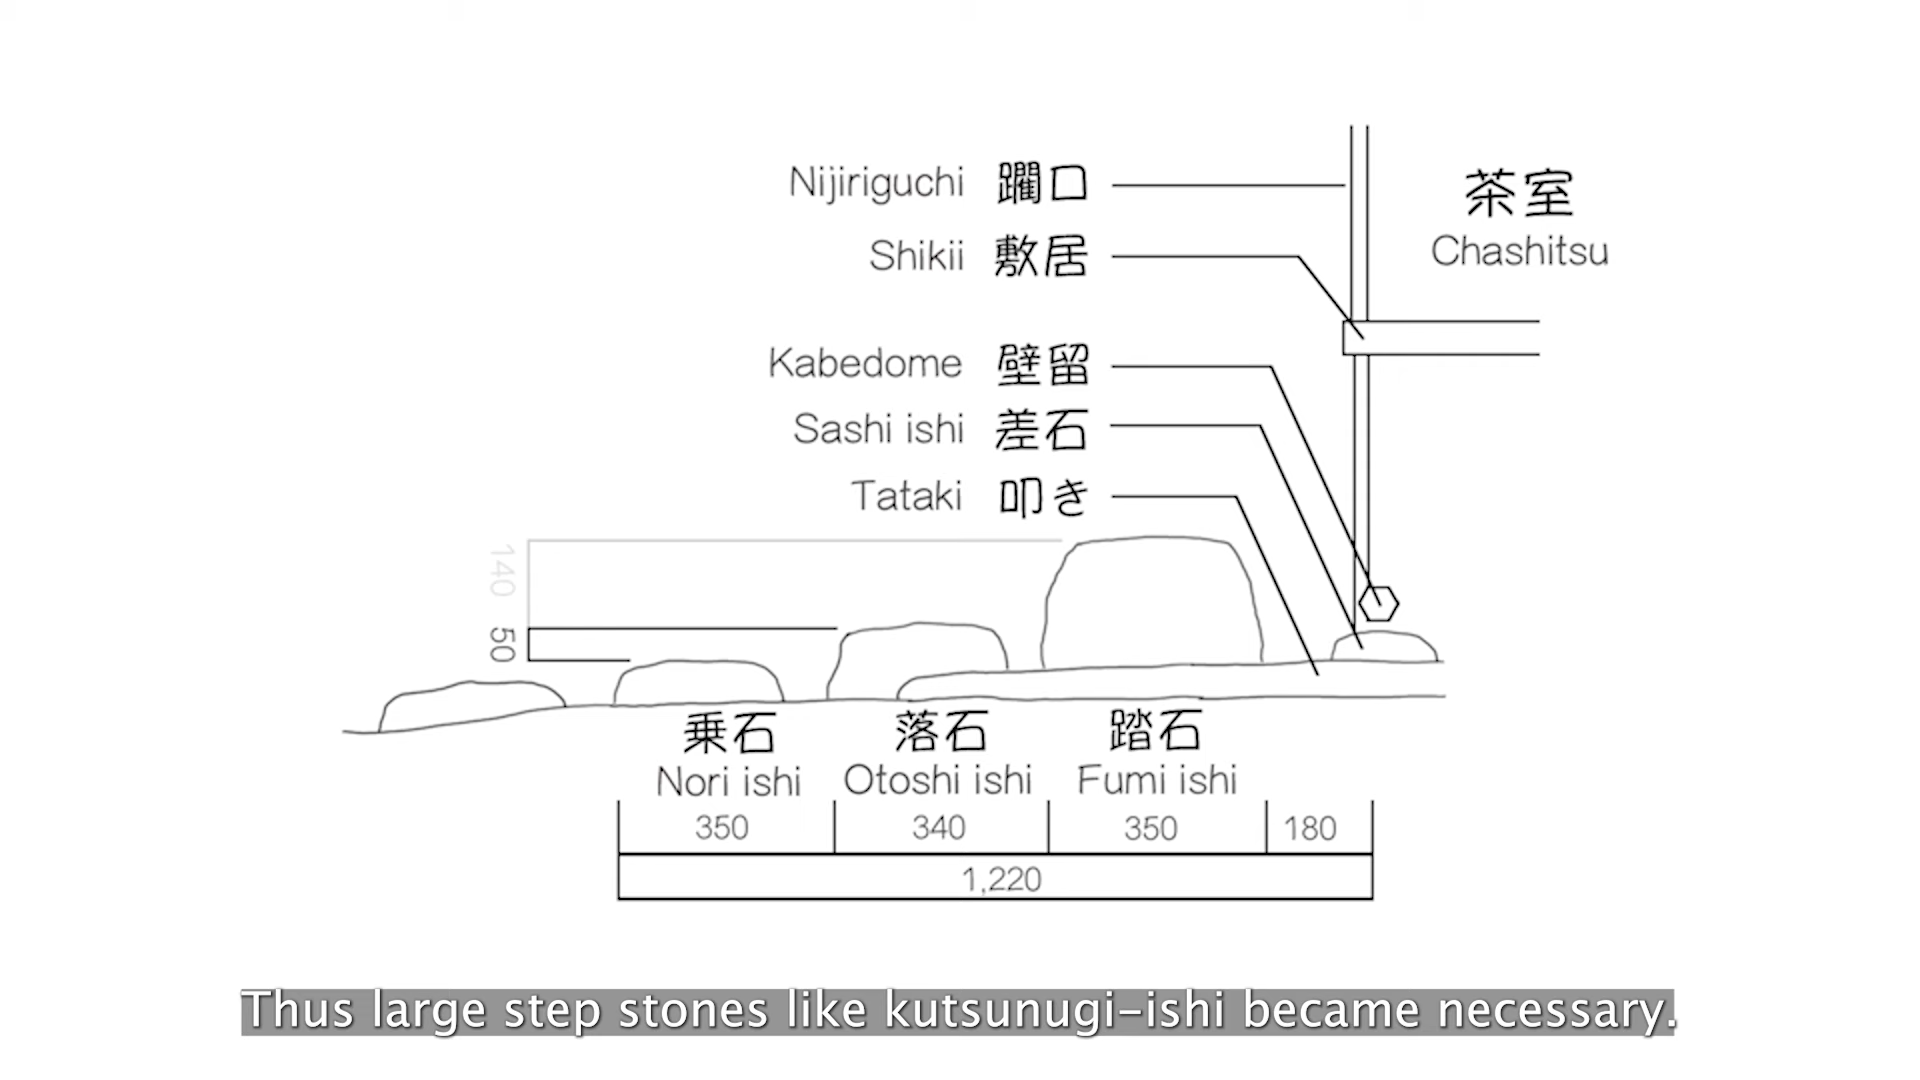 Nijiriguchi 躙口
茶室
Chashitsu
Shikii 敷居
Kabedome 壁留
Sashi ishi 差石
Tataki 叩き
140
50
乗石
Nori ishi
落石
Otoshi ishi
踏石
Fumi ishi
350 340 350 180
1,220
Thus large step stones like kutsunugi-ishi became necessary.